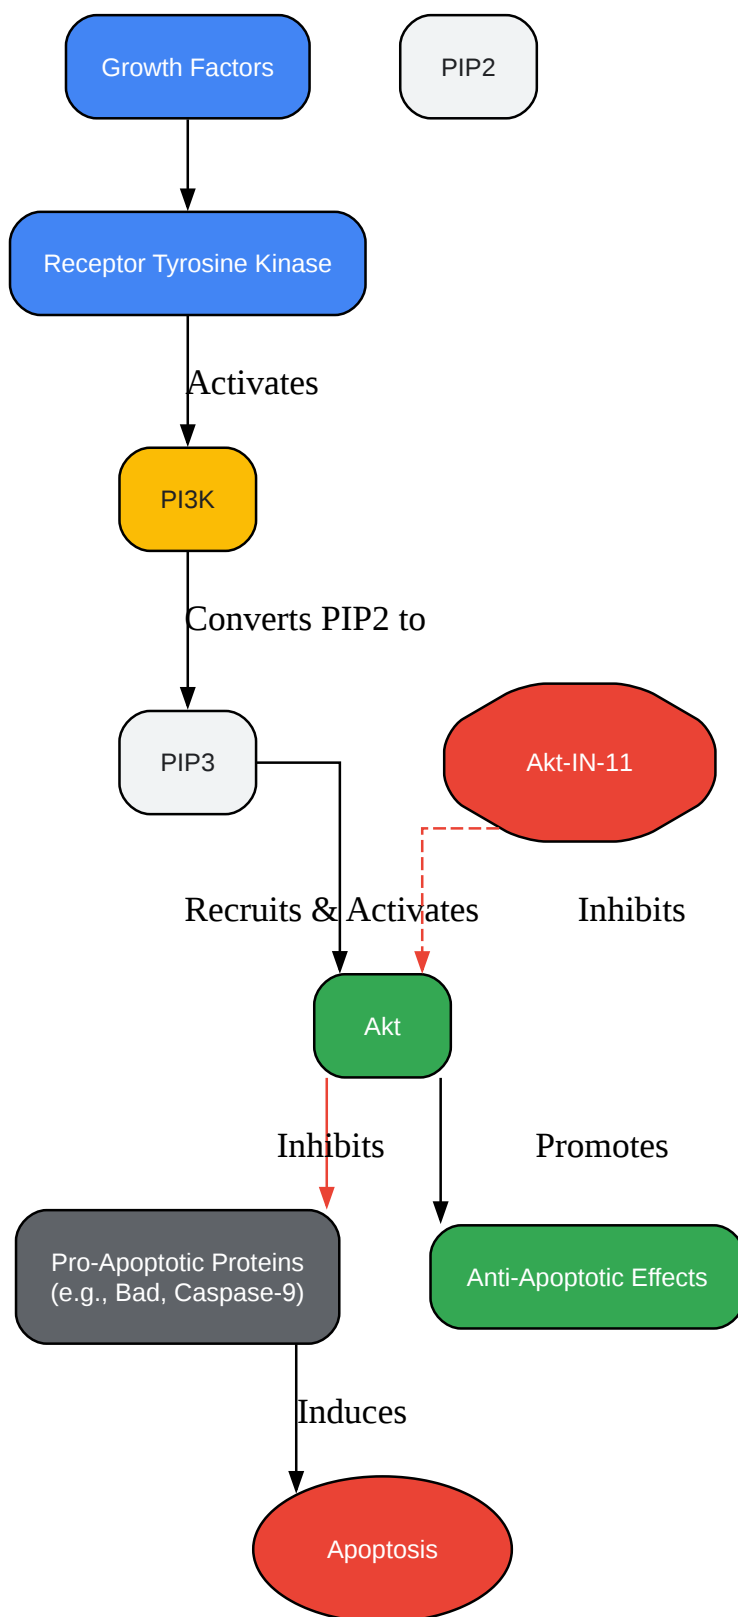 Growth Factors
PIP2
Receptor Tyrosine Kinase
Activates
PI3K
Converts PIP2 to
PIP3
Akt-IN-11
Recruits & Activates
Inhibits
Akt
Inhibits
Promotes
Pro-Apoptotic Proteins
(e.g., Bad, Caspase-9)
Anti-Apoptotic Effects
Induces
Apoptosis